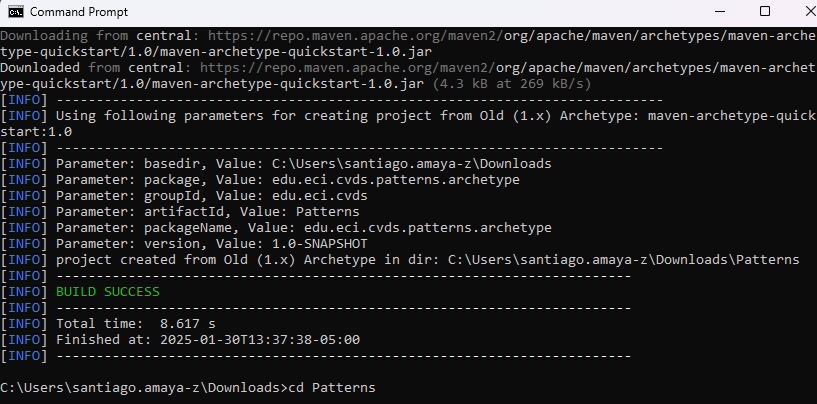 Command Prompt
Downloading from central: https://repo.maven.apache.org/maven2/org/apache/maven/archetypes/maven-arche
type-quickstart/1.0/maven-archetype-quickstart-1.0.jar
Downloaded from central: https://repo.maven.apache.org/maven2/org/apache/maven/archetypes/maven-archet
ype-quickstart/1.0/maven-archetype-quickstart-1.0.jar (4.3 kB at 269 kB/s)
[INFO] ----------------------------------------------------------------------------
[INFO] Using following parameters for creating project from Old (1.x) Archetype: maven-archetype-quick
start:1.0
[INFO] ----------------------------------------------------------------------------
[INFO] Parameter: basedir, Value: C:\Users\santiago.amaya-z\Downloads
[INFO] Parameter: package, Value: edu.eci.cvds.patterns.archetype
[INFO] Parameter: groupId, Value: edu.eci.cvds
[INFO] Parameter: artifactId, Value: Patterns
[INFO] Parameter: packageName, Value: edu.eci.cvds.patterns.archetype
[INFO] Parameter: version, Value: 1.0-SNAPSHOT
[INFO] project created from Old (1.x) Archetype in dir: C:\Users\santiago.amaya-z\Downloads\Patterns
[INFO] ------------------------------------------------------------------------
[INFO] BUILD SUCCESS
[INFO] ------------------------------------------------------------------------
[INFO] Total time:  8.617 s
[INFO] Finished at: 2025-01-30T13:37:38-05:00
[INFO] ------------------------------------------------------------------------
C:\Users\santiago.amaya-z\Downloads>cd Patterns